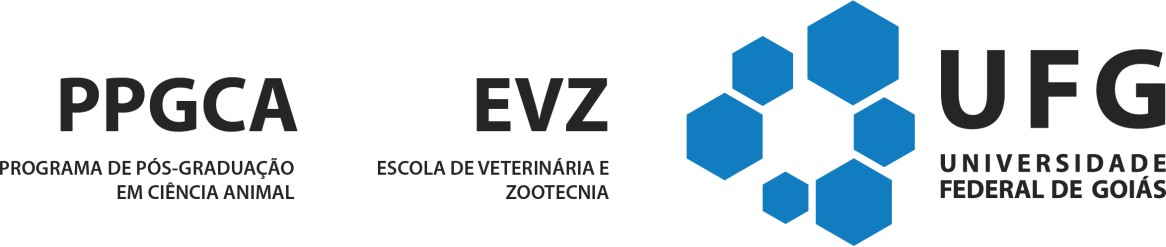 PPGCA
PROGRAMA DE PÓS-GRADUAÇÃO
EM CIÊNCIA ANIMAL
EVZ
ESCOLA DE VETERINÁRIA E
ZOOTECNIA
UFG
UNIVERSIDADE
FEDERAL DE GOIÁS